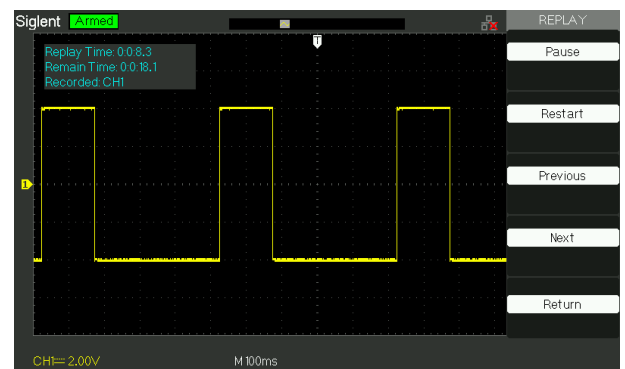 Siglent Armed
T
REPLAY
Replay Time: 0:0:8.3
Remain Time: 0:0:18.1
Recorded: CH1
Pause
Restart
Previous
1
Next
Return
CH1 2.00V
M 100ms